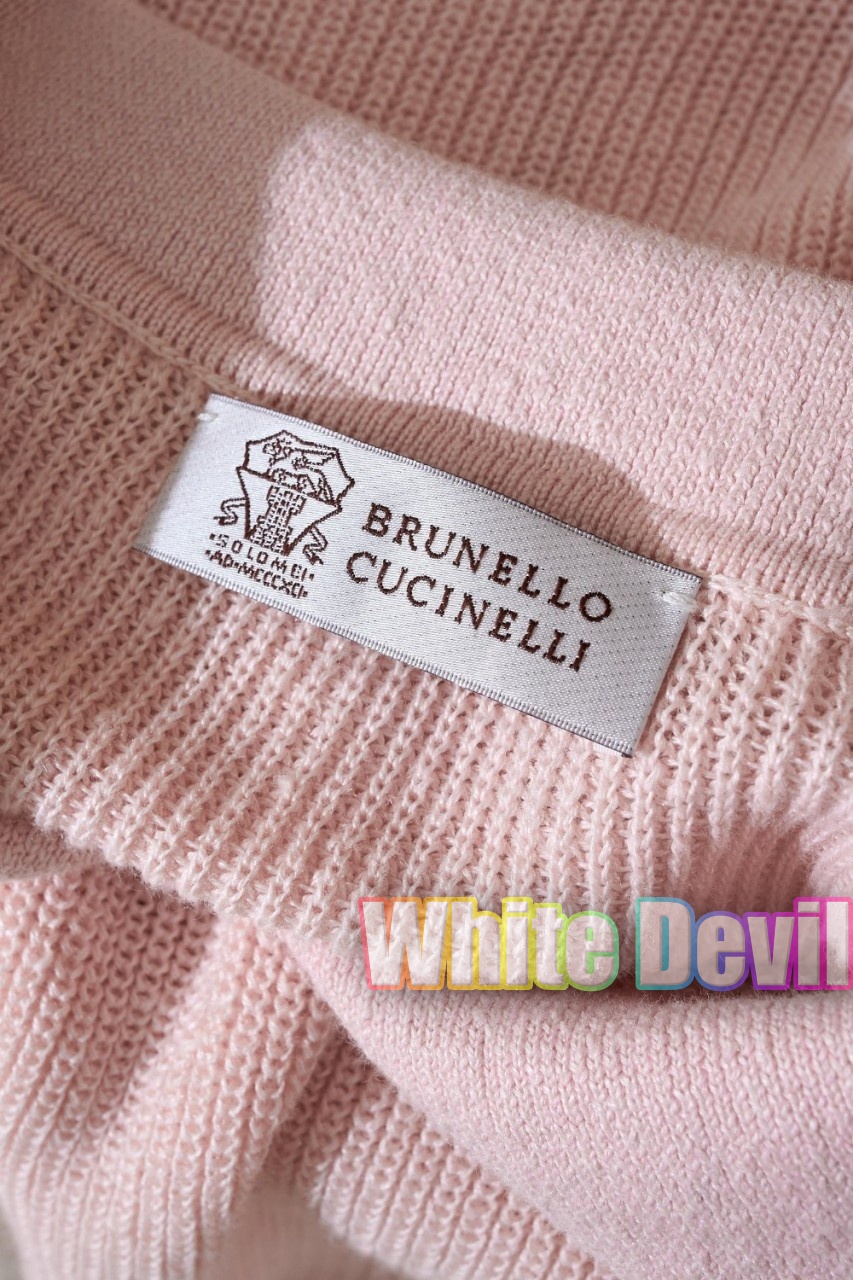 •SOLOMEI•
•AD•MCCCXCI•
BRUNELLO
CUCINELLI
White Devil